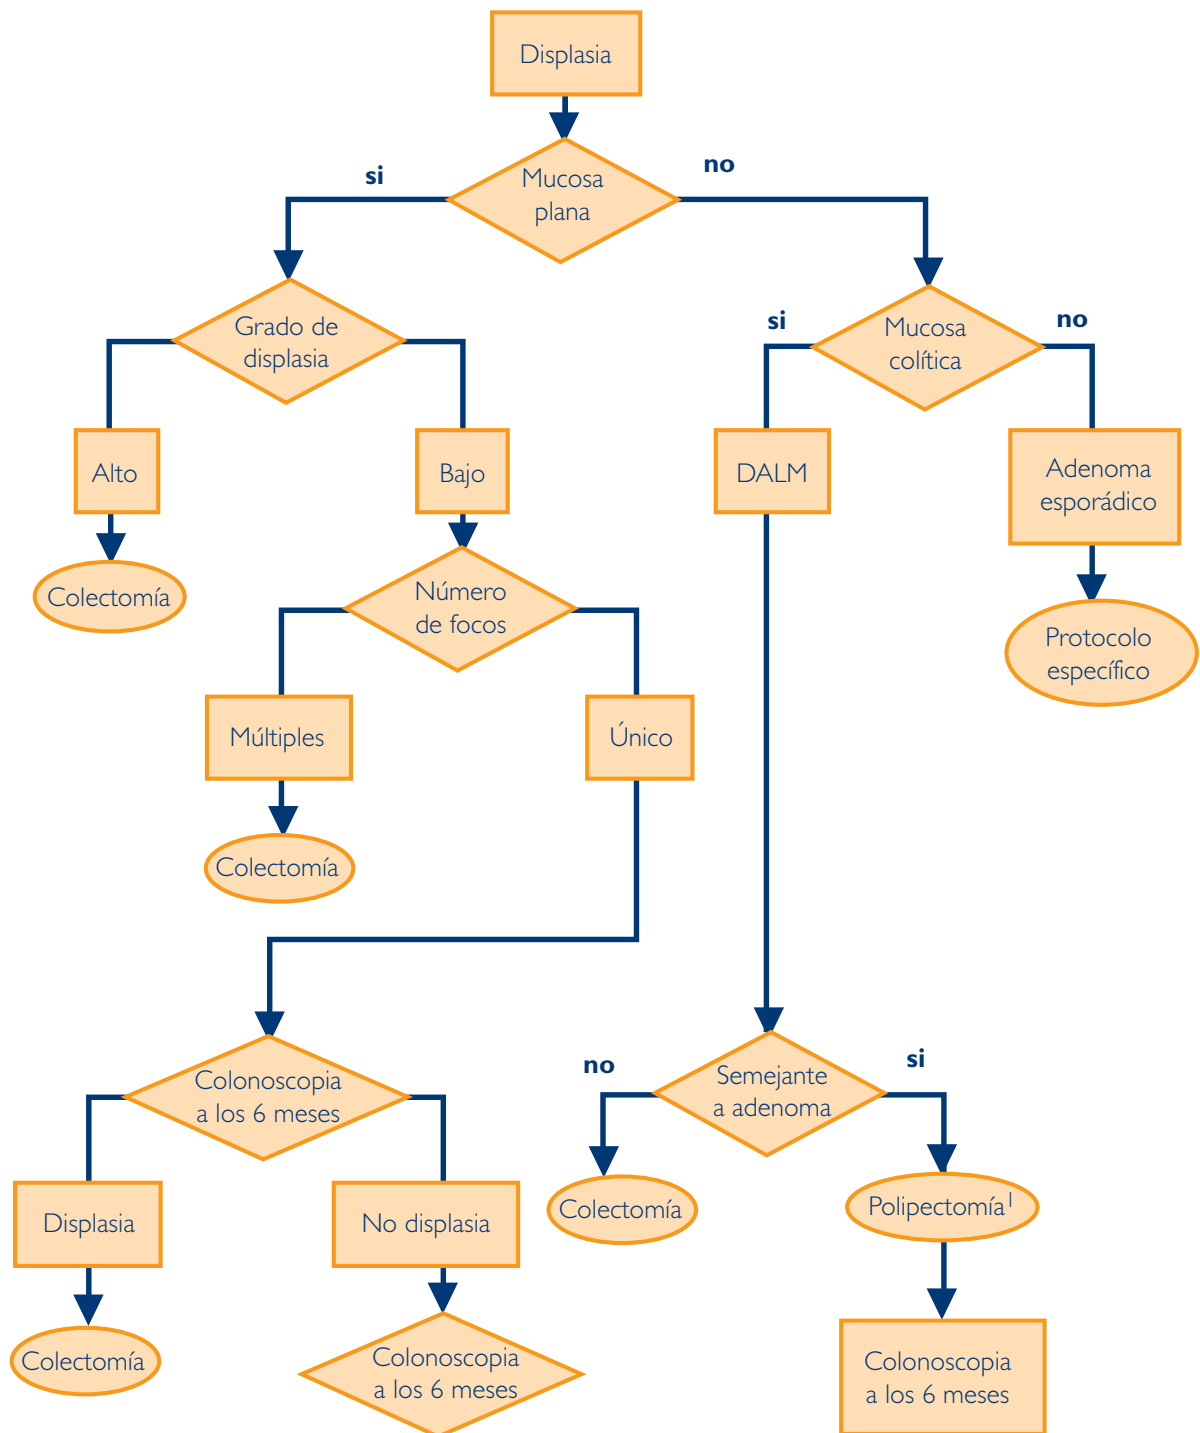 Displasia
si
no
Mucosa
plana
Grado de
displasia
si
no
Mucosa
colítica
Alto
Bajo
DALM
Adenoma
esporádico
Colectomía
Número
de focos
Protocolo
específico
Múltiples
Único
Colectomía
Colonoscopia
a los 6 meses
no
si
Semejante
a adenoma
Displasia
No displasia
Colectomía
Polipectomía¹
Colectomía
Colonoscopia
a los 6 meses
Colonoscopia
a los 6 meses